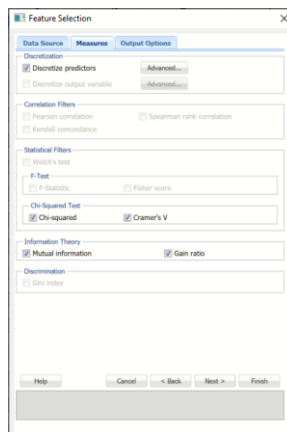 Feature Selection
Data Source Measures Output Options
Discretization
Discretize predictors Advanced...
Discretize output variable Advanced...
Correlation Filters
Pearson correlation Spearman rank correlation
Kendall concordance
Statistical Filters
Welch's test
F-Test
F-Statistic Fisher score
Chi-Squared Test
Chi-squared Cramer's V
Information Theory
Mutual information Gain ratio
Discrimination
Gini index
Help Cancel < Back Next > Finish